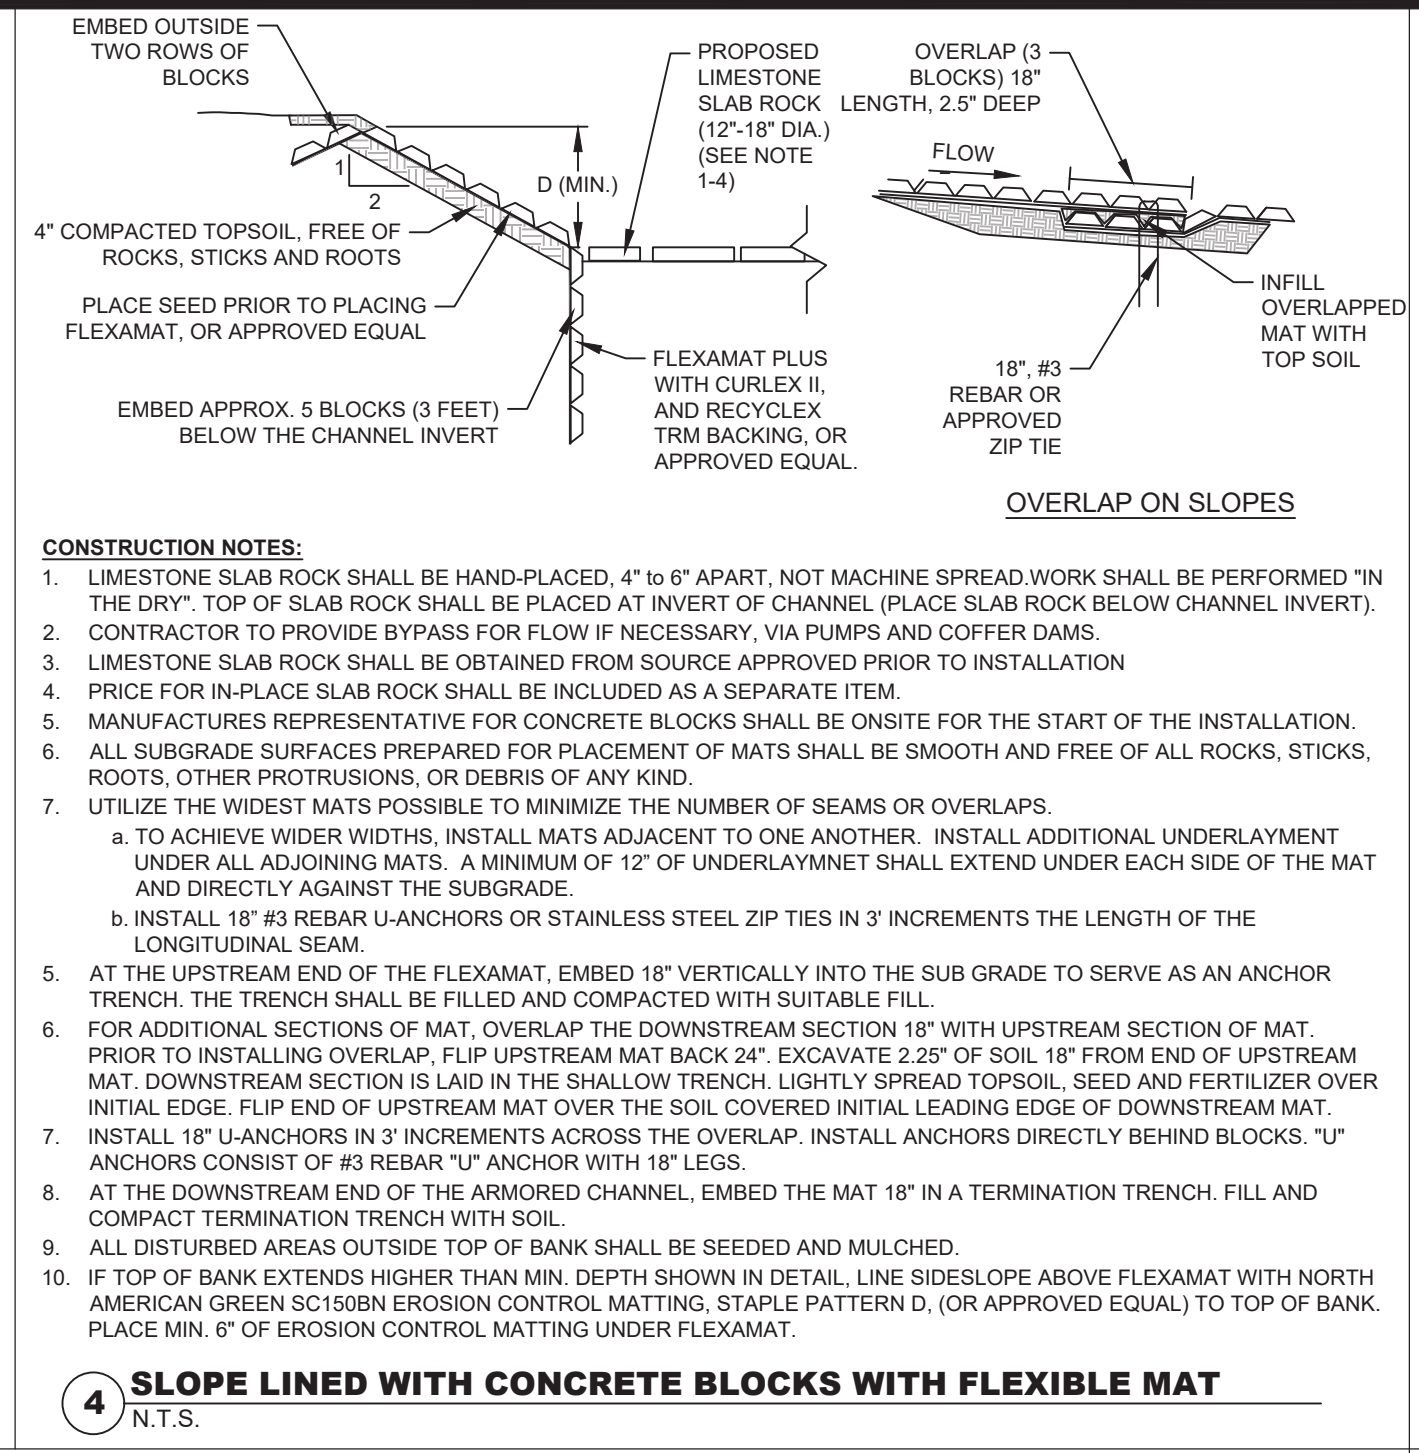 EMBED OUTSIDE
TWO ROWS OF
BLOCKS
1
2
D (MIN.)
4" COMPACTED TOPSOIL, FREE OF
ROCKS, STICKS AND ROOTS
PLACE SEED PRIOR TO PLACING
FLEXAMAT, OR APPROVED EQUAL
EMBED APPROX. 5 BLOCKS (3 FEET)
BELOW THE CHANNEL INVERT
PROPOSED
LIMESTONE
SLAB ROCK
(12"-18" DIA.)
(SEE NOTE
1-4)
FLEXAMAT PLUS
WITH CURLEX II,
AND RECYCLEX
TRM BACKING, OR
APPROVED EQUAL.
OVERLAP (3
BLOCKS) 18"
LENGTH, 2.5" DEEP
FLOW
INFILL
OVERLAPPED
MAT WITH
TOP SOIL
18", #3
REBAR OR
APPROVED
ZIP TIE
OVERLAP ON SLOPES
CONSTRUCTION NOTES:
1. LIMESTONE SLAB ROCK SHALL BE HAND-PLACED, 4" to 6" APART, NOT MACHINE SPREAD.WORK SHALL BE PERFORMED "IN
THE DRY". TOP OF SLAB ROCK SHALL BE PLACED AT INVERT OF CHANNEL (PLACE SLAB ROCK BELOW CHANNEL INVERT).
2. CONTRACTOR TO PROVIDE BYPASS FOR FLOW IF NECESSARY, VIA PUMPS AND COFFER DAMS.
3. LIMESTONE SLAB ROCK SHALL BE OBTAINED FROM SOURCE APPROVED PRIOR TO INSTALLATION
4. PRICE FOR IN-PLACE SLAB ROCK SHALL BE INCLUDED AS A SEPARATE ITEM.
5. MANUFACTURES REPRESENTATIVE FOR CONCRETE BLOCKS SHALL BE ONSITE FOR THE START OF THE INSTALLATION.
6. ALL SUBGRADE SURFACES PREPARED FOR PLACEMENT OF MATS SHALL BE SMOOTH AND FREE OF ALL ROCKS, STICKS,
ROOTS, OTHER PROTRUSIONS, OR DEBRIS OF ANY KIND.
7. UTILIZE THE WIDEST MATS POSSIBLE TO MINIMIZE THE NUMBER OF SEAMS OR OVERLAPS.
a. TO ACHIEVE WIDER WIDTHS, INSTALL MATS ADJACENT TO ONE ANOTHER. INSTALL ADDITIONAL UNDERLAYMENT
UNDER ALL ADJOINING MATS. A MINIMUM OF 12” OF UNDERLAYMNET SHALL EXTEND UNDER EACH SIDE OF THE MAT
AND DIRECTLY AGAINST THE SUBGRADE.
b. INSTALL 18” #3 REBAR U-ANCHORS OR STAINLESS STEEL ZIP TIES IN 3' INCREMENTS THE LENGTH OF THE
LONGITUDINAL SEAM.
5. AT THE UPSTREAM END OF THE FLEXAMAT, EMBED 18" VERTICALLY INTO THE SUB GRADE TO SERVE AS AN ANCHOR
TRENCH. THE TRENCH SHALL BE FILLED AND COMPACTED WITH SUITABLE FILL.
6. FOR ADDITIONAL SECTIONS OF MAT, OVERLAP THE DOWNSTREAM SECTION 18" WITH UPSTREAM SECTION OF MAT.
PRIOR TO INSTALLING OVERLAP, FLIP UPSTREAM MAT BACK 24". EXCAVATE 2.25" OF SOIL 18" FROM END OF UPSTREAM
MAT. DOWNSTREAM SECTION IS LAID IN THE SHALLOW TRENCH. LIGHTLY SPREAD TOPSOIL, SEED AND FERTILIZER OVER
INITIAL EDGE. FLIP END OF UPSTREAM MAT OVER THE SOIL COVERED INITIAL LEADING EDGE OF DOWNSTREAM MAT.
7. INSTALL 18" U-ANCHORS IN 3' INCREMENTS ACROSS THE OVERLAP. INSTALL ANCHORS DIRECTLY BEHIND BLOCKS. "U"
ANCHORS CONSIST OF #3 REBAR "U" ANCHOR WITH 18" LEGS.
8. AT THE DOWNSTREAM END OF THE ARMORED CHANNEL, EMBED THE MAT 18" IN A TERMINATION TRENCH. FILL AND
COMPACT TERMINATION TRENCH WITH SOIL.
9. ALL DISTURBED AREAS OUTSIDE TOP OF BANK SHALL BE SEEDED AND MULCHED.
10. IF TOP OF BANK EXTENDS HIGHER THAN MIN. DEPTH SHOWN IN DETAIL, LINE SIDESLOPE ABOVE FLEXAMAT WITH NORTH
AMERICAN GREEN SC150BN EROSION CONTROL MATTING, STAPLE PATTERN D, (OR APPROVED EQUAL) TO TOP OF BANK.
PLACE MIN. 6" OF EROSION CONTROL MATTING UNDER FLEXAMAT.
4 SLOPE LINED WITH CONCRETE BLOCKS WITH FLEXIBLE MAT
N.T.S.